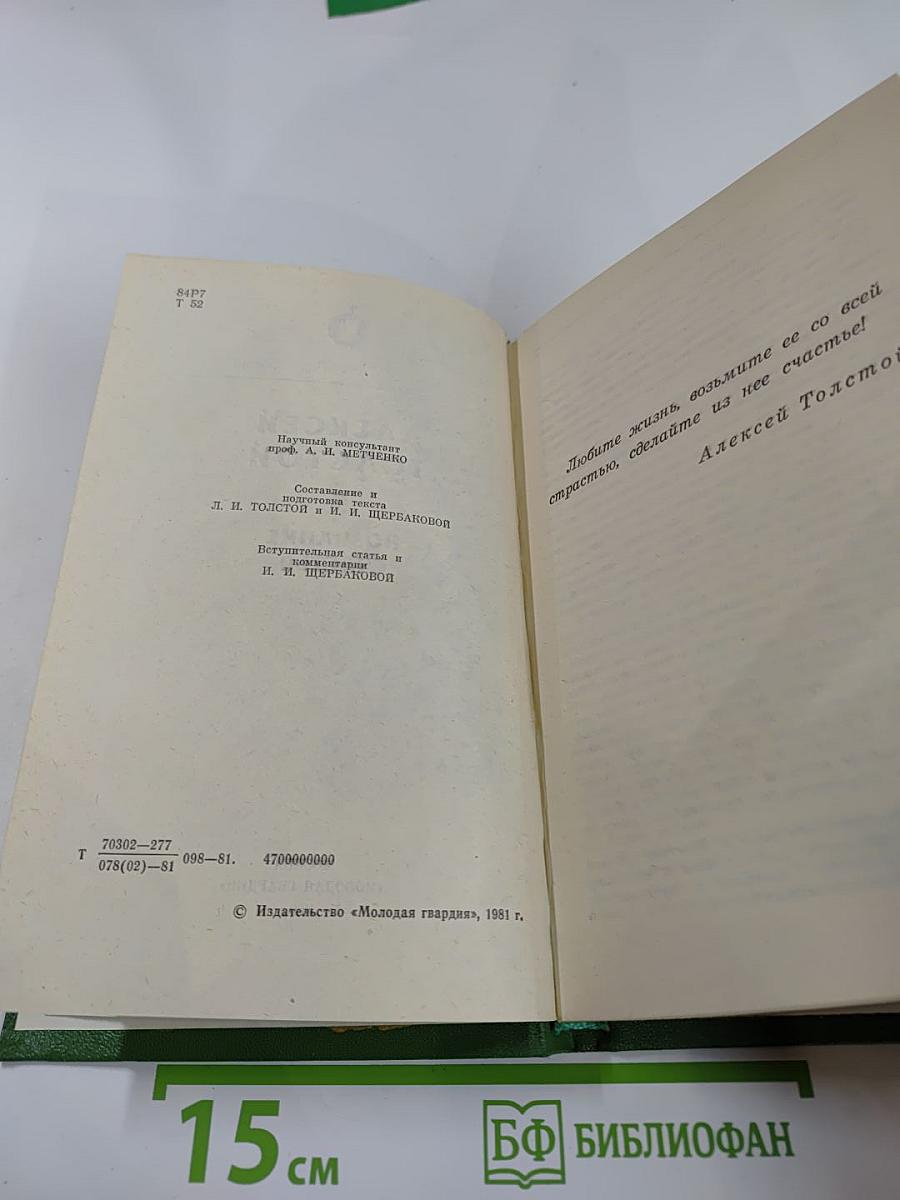 84Р7
Т 52
Научный консультант
проф. А. И. МЕТЧЕНКО
Составление и
подготовка текста
Л. И. ТОЛСТОЙ и И. И. ЩЕРБАКОВОЙ
Вступительная статья и
комментарии
И. И. ЩЕРБАКОВОЙ
Т 70302—277
078(02)—81 098—81. 4700000000
© Издательство «Молодая гвардия», 1981 г.
Любите жизнь, возьмите ее со всей
страстью, сделайте из нее счастье!
Алексей Толстой
15 см
БФ БИБЛИОФАН